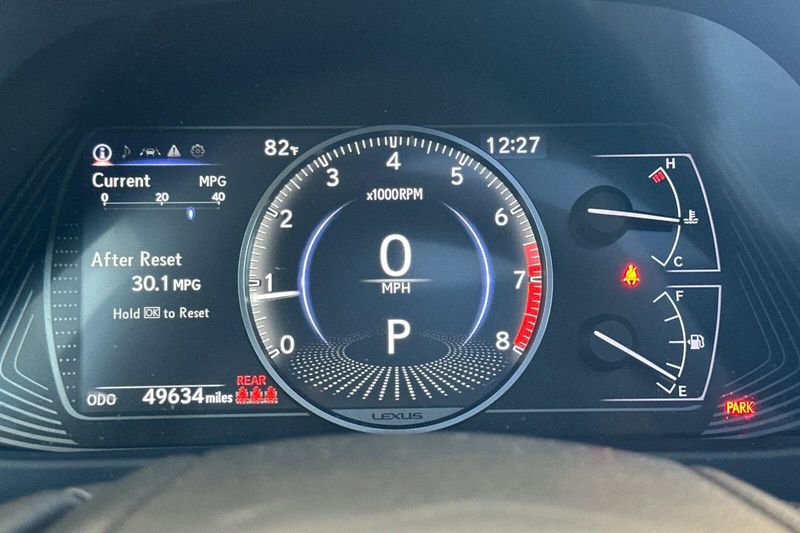 82°F
12:27
Current MPG
0 20 40
After Reset
30.1 MPG
Hold OK to Reset
ODO 49634 miles
REAR
0
1
2
3
4
5
6
7
8
x1000RPM
0
MPH
P
LEXUS
H
C
F
E
PARK